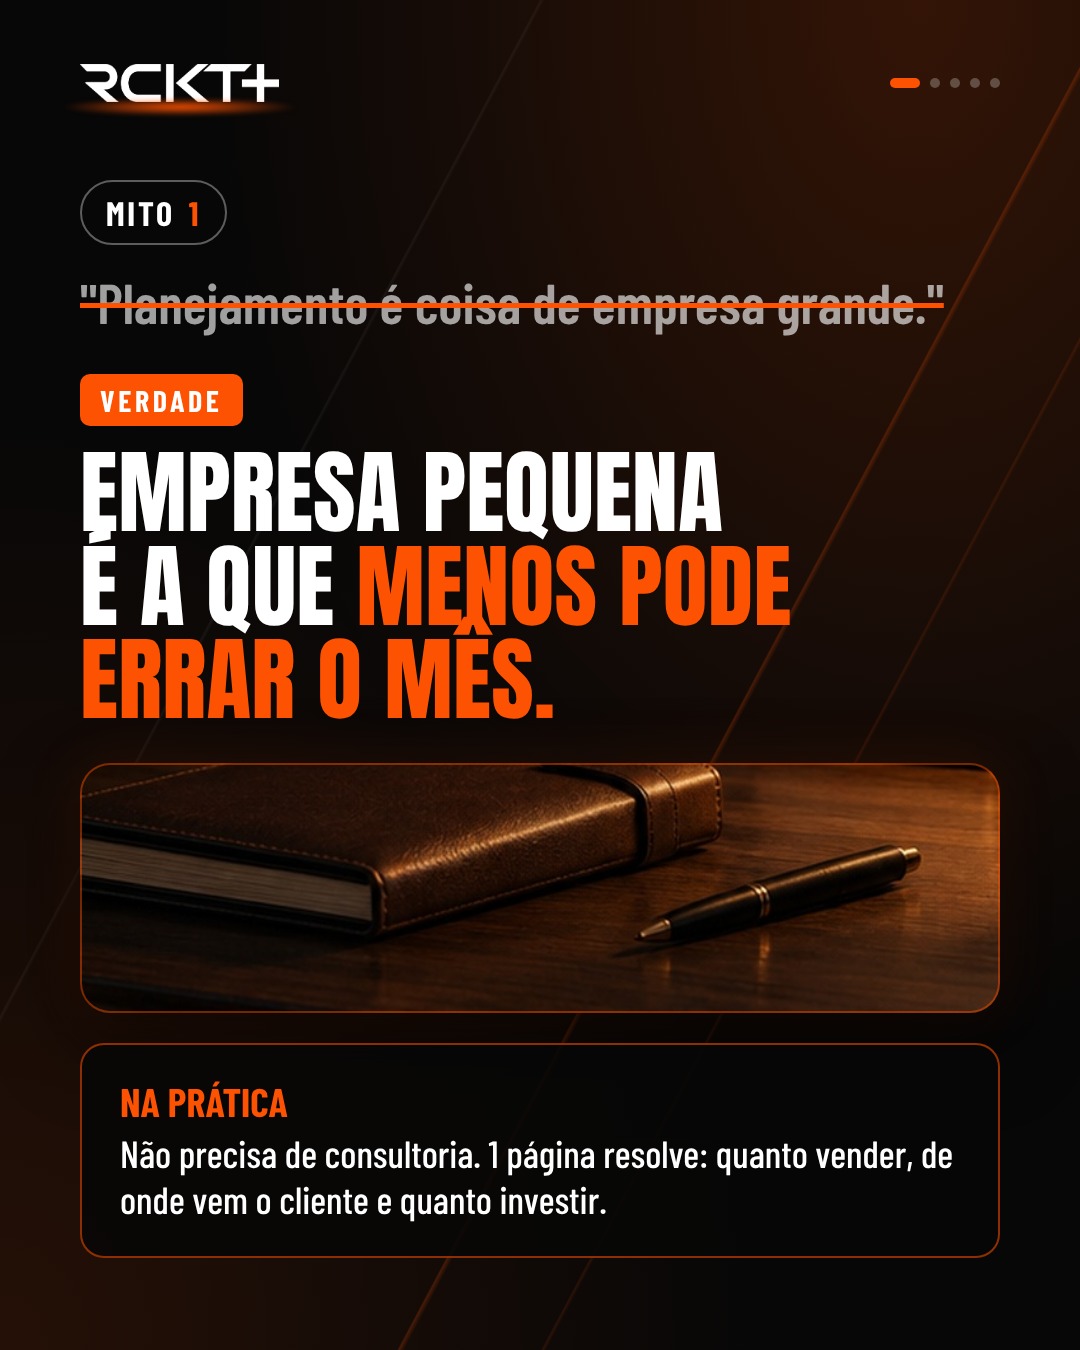 RCKT+
MITO 1
"Planejamento é coisa de empresa grande."
VERDADE
EMPRESA PEQUENA
É A QUE MENOS PODE
ERRAR O MÊS.
NA PRÁTICA
Não precisa de consultoria. 1 página resolve: quanto vender, de
onde vem o cliente e quanto investir.